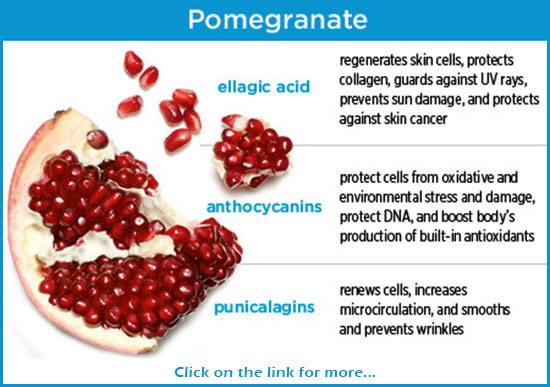 Pomegranate
ellagic acid
regenerates skin cells, protects
collagen, guards against UV rays,
prevents sun damage, and protects
against skin cancer
anthocycanins
protect cells from oxidative and
environmental stress and damage,
protect DNA, and boost body's
production of built-in antioxidants
punicalagins
renews cells, increases
microcirculation, and smooths
and prevents wrinkles
Click on the link for more...